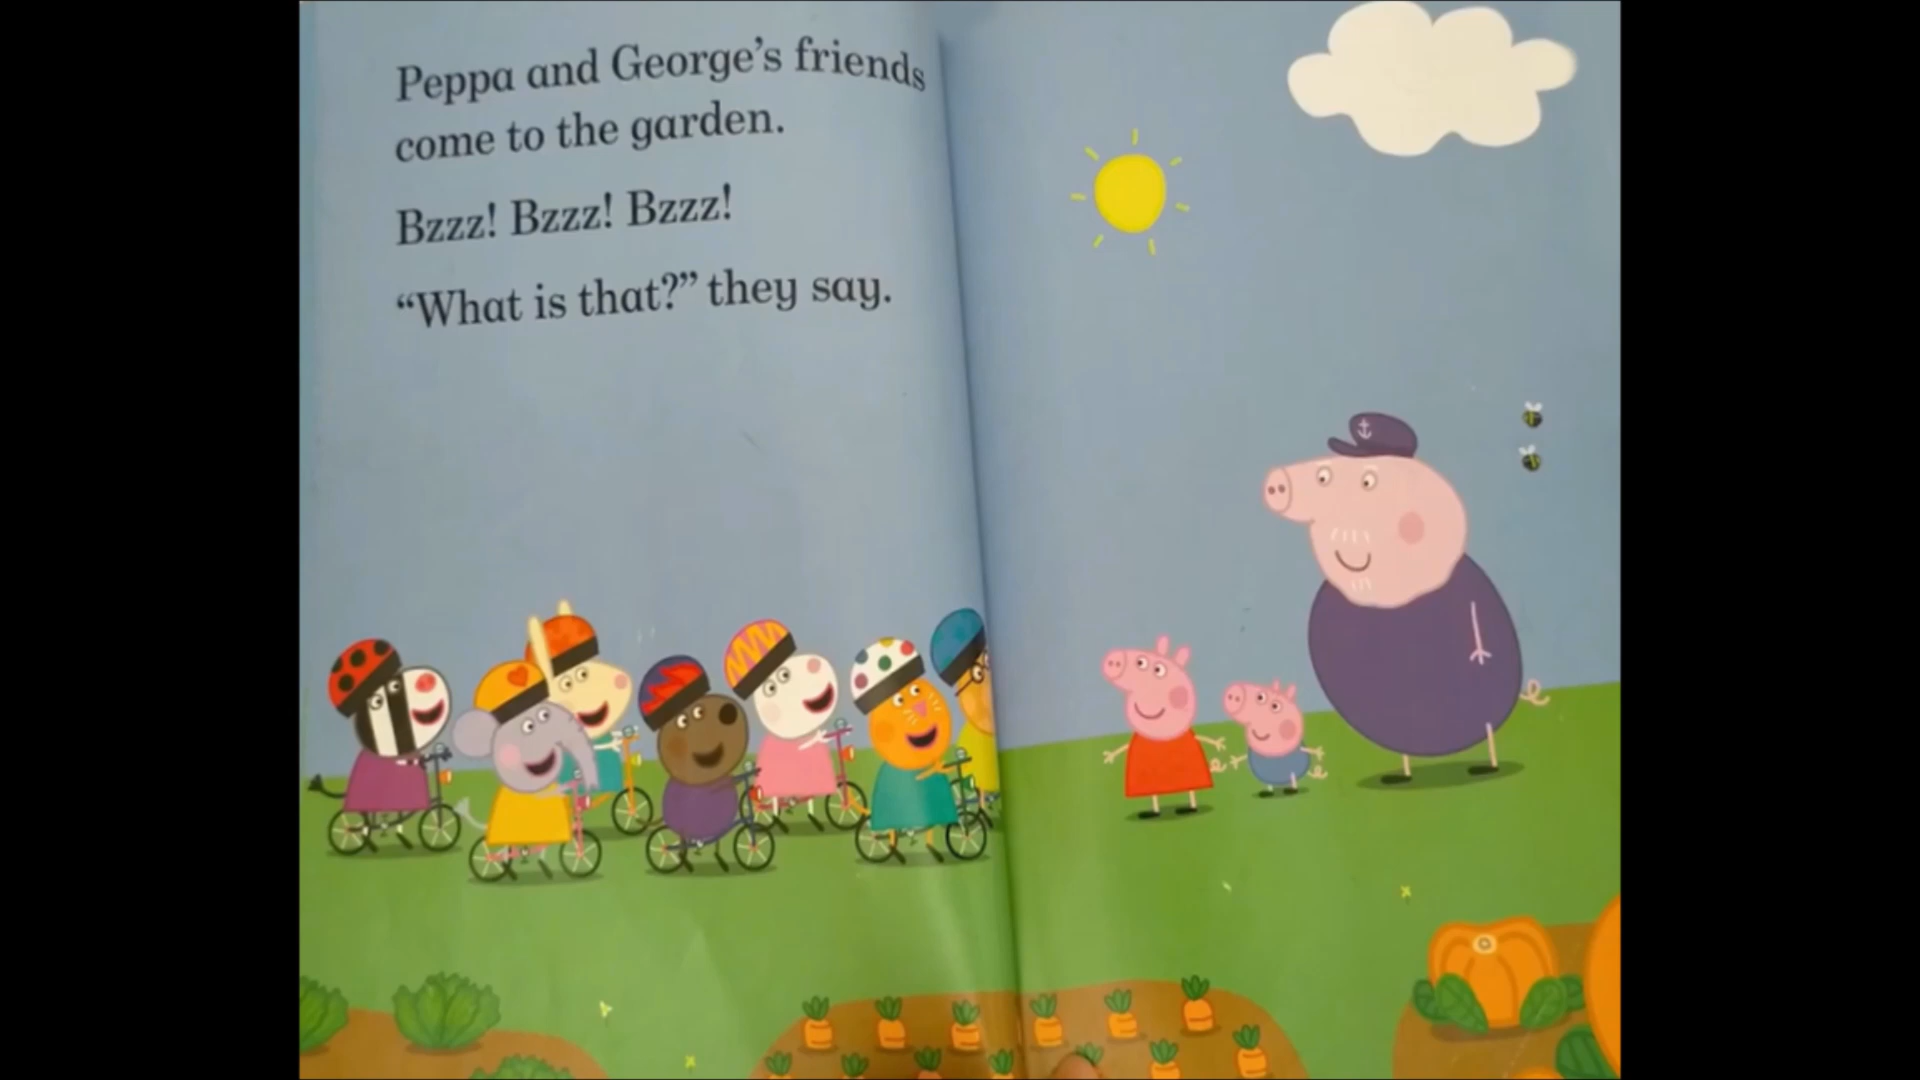 Peppa and George's friends
come to the garden.
Bzzz! Bzzz! Bzzz!
“What is that?” they say.